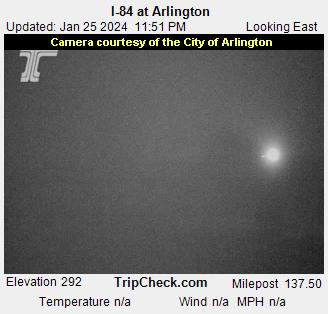 I-84 at Arlington
Updated: Jan 25 2024 11:51 PM Looking East
Camera courtesy of the City of Arlington
Elevation 292 TripCheck.com Milepost 137.50
Temperature n/a Wind n/a MPH n/a